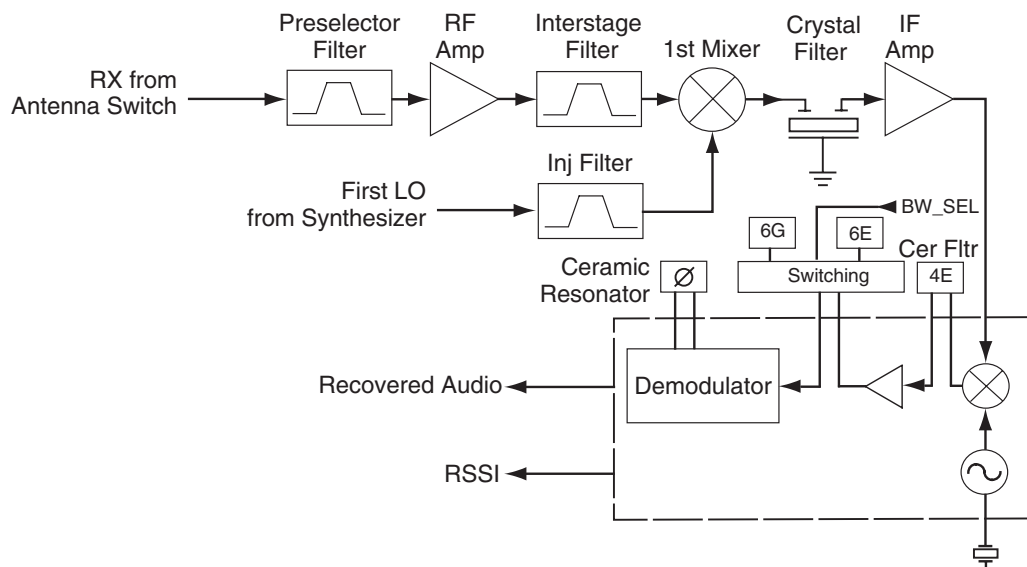 Preselector
Filter
RF
Amp
Interstage
Filter
1st Mixer
Crystal
Filter
IF
Amp
RX from
Antenna Switch
Inj Filter
First LO
from Synthesizer
BW_SEL
6G
6E
Cer Fltr
Switching
4E
Ceramic
Resonator
Ø
Demodulator
Recovered Audio
RSSI